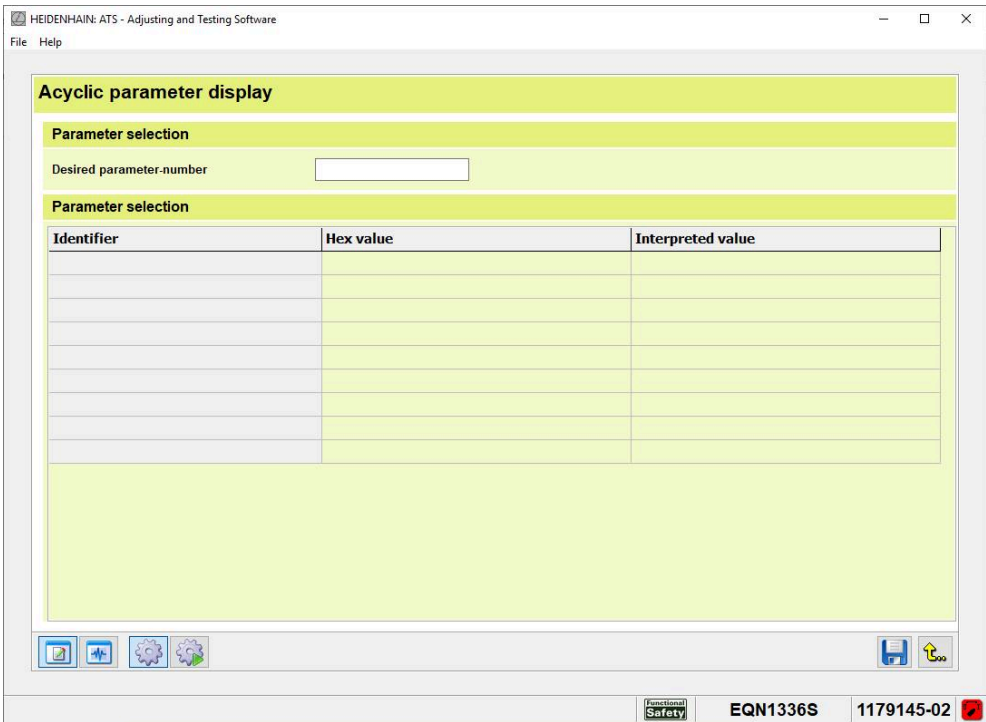 HEIDENHAIN: ATS - Adjusting and Testing Software
File Help
Acyclic parameter display
Parameter selection
Desired parameter-number
Parameter selection
Identifier Hex value Interpreted value
Functional
Safety EQN1336S 1179145-02